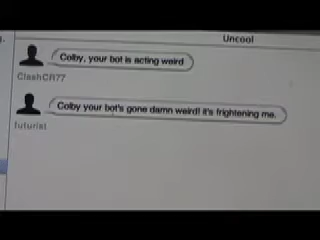 Uncool
Colby, your bot is acting weird
ClashCR77
Colby your bot's gone damn weird! it's frightening me.
futurist